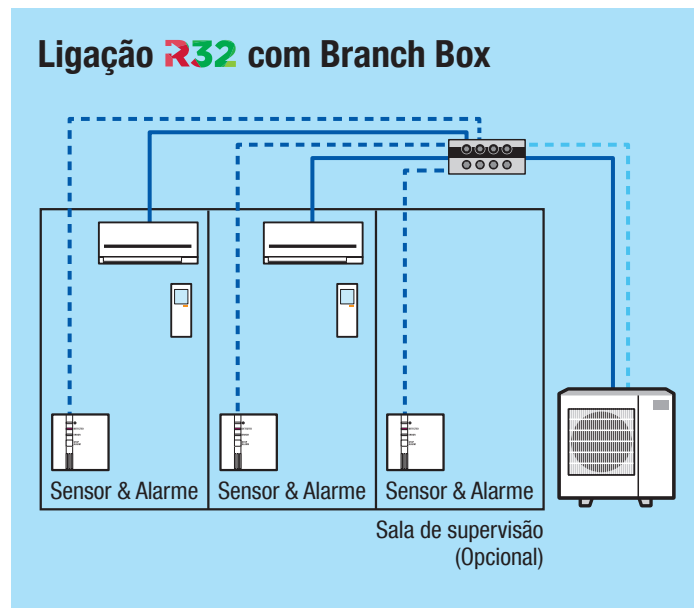 Ligação R32 com Branch Box
Sensor & Alarme
Sensor & Alarme
Sensor & Alarme
Sala de supervisão
(Opcional)